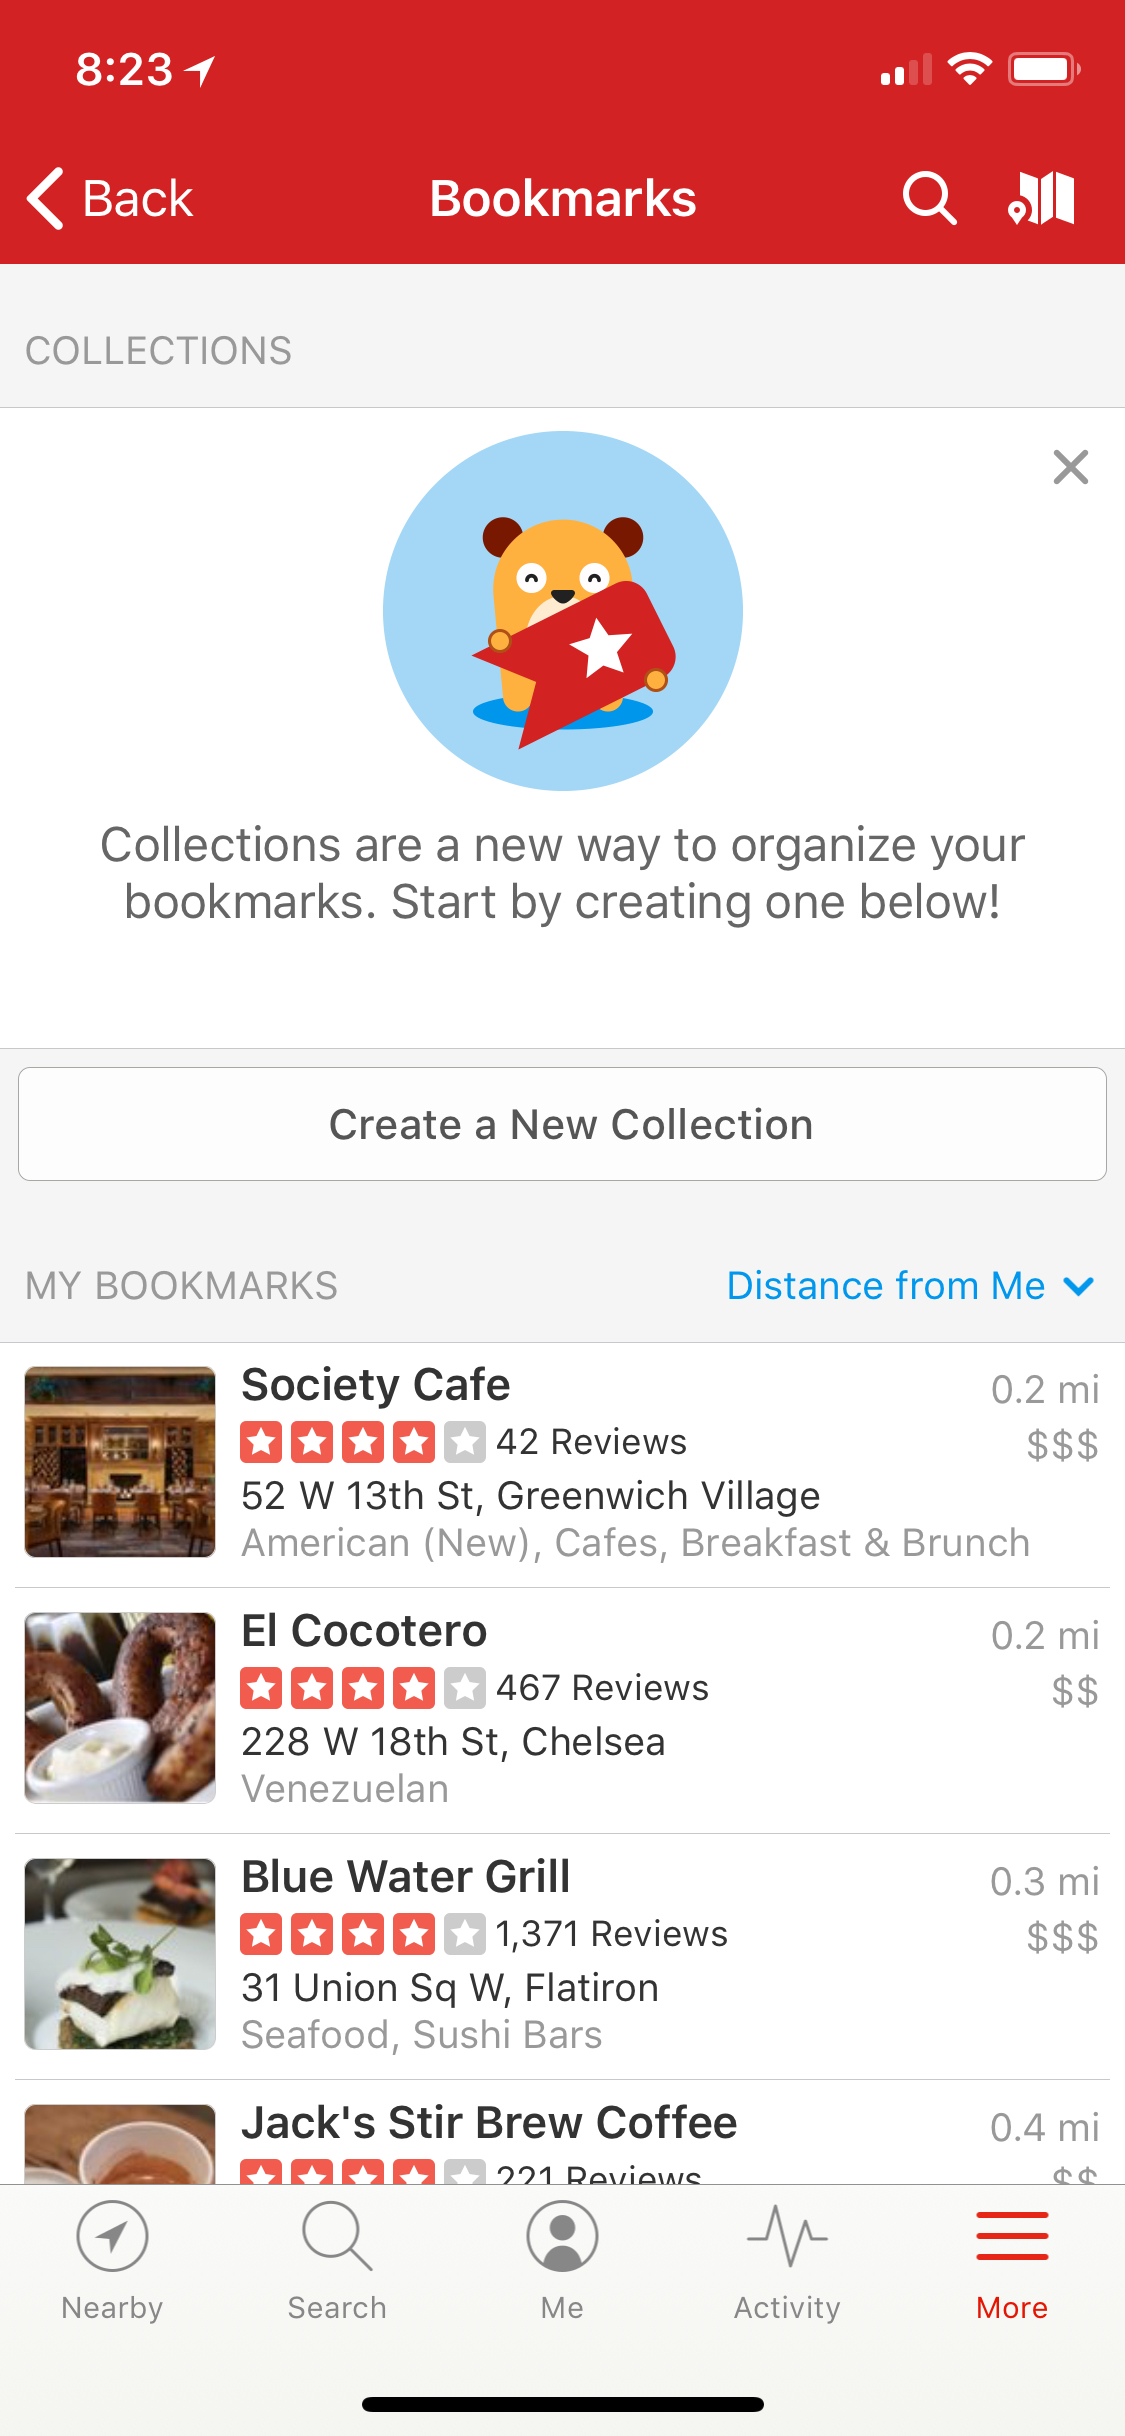 8:23
Back
Bookmarks
COLLECTIONS
Collections are a new way to organize your
bookmarks. Start by creating one below!
Create a New Collection
MY BOOKMARKS
Distance from Me
Society Cafe
0.2 mi
42 Reviews
$$$
52 W 13th St, Greenwich Village
American (New), Cafes, Breakfast & Brunch
El Cocotero
0.2 mi
467 Reviews
$$
228 W 18th St, Chelsea
Venezuelan
Blue Water Grill
0.3 mi
1,371 Reviews
$$$
31 Union Sq W, Flatiron
Seafood, Sushi Bars
Jack's Stir Brew Coffee
0.4 mi
221 Reviews
$$
Nearby
Search
Me
Activity
More